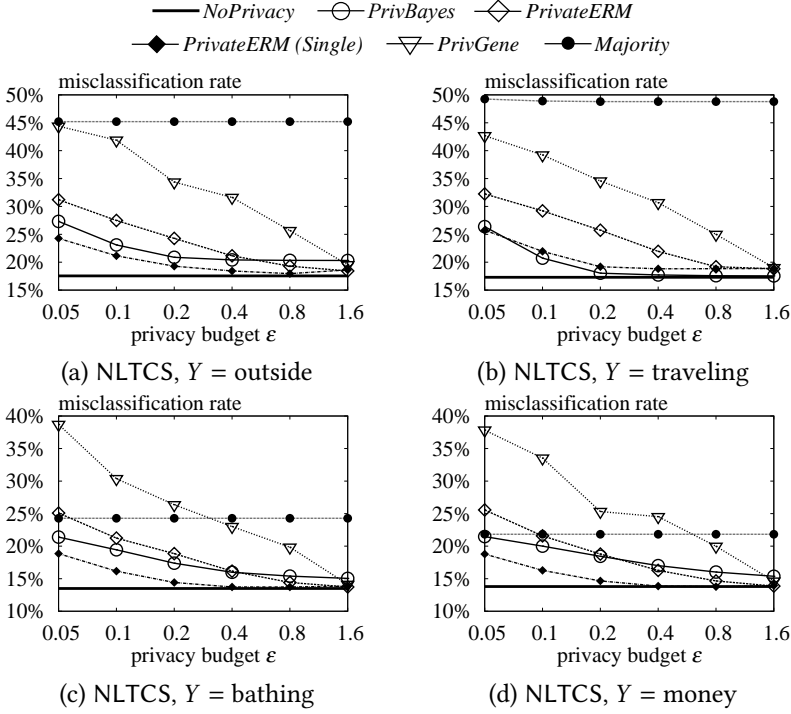 NoPrivacy PrivBayes PrivateERM
PrivateERM (Single) PrivGene Majority
misclassification rate
50%
45%
40%
35%
30%
25%
20%
15%
0.05 0.1 0.2 0.4 0.8 1.6
privacy budget ε
(a) NLTCS, Y = outside
misclassification rate
50%
45%
40%
35%
30%
25%
20%
15%
0.05 0.1 0.2 0.4 0.8 1.6
privacy budget ε
(b) NLTCS, Y = traveling
misclassification rate
40%
35%
30%
25%
20%
15%
10%
0.05 0.1 0.2 0.4 0.8 1.6
privacy budget ε
(c) NLTCS, Y = bathing
misclassification rate
40%
35%
30%
25%
20%
15%
10%
0.05 0.1 0.2 0.4 0.8 1.6
privacy budget ε
(d) NLTCS, Y = money